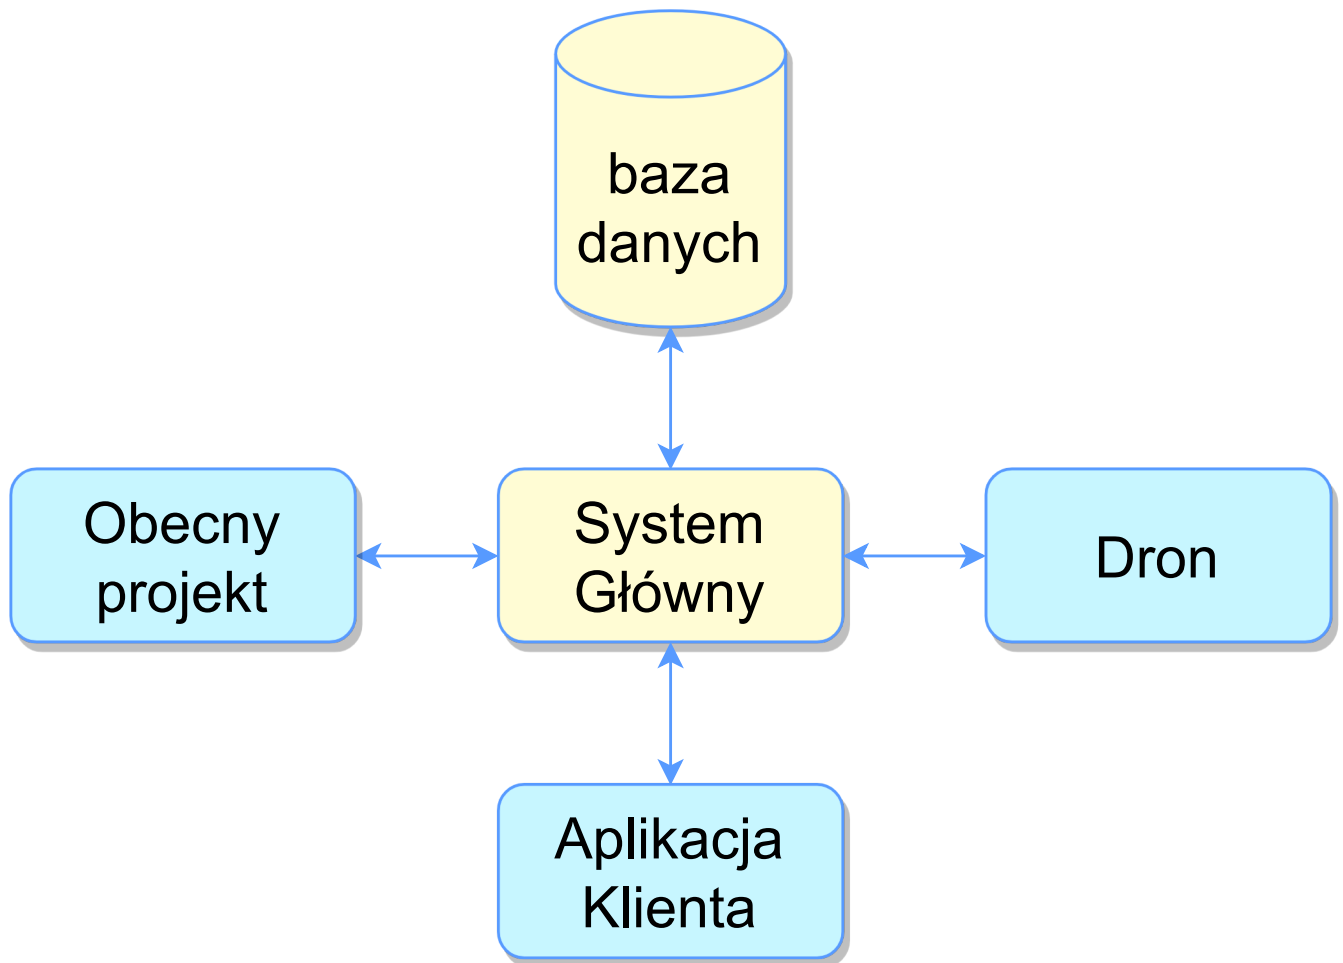 baza
danych
Obecny
projekt
System
Główny
Dron
Aplikacja
Klienta